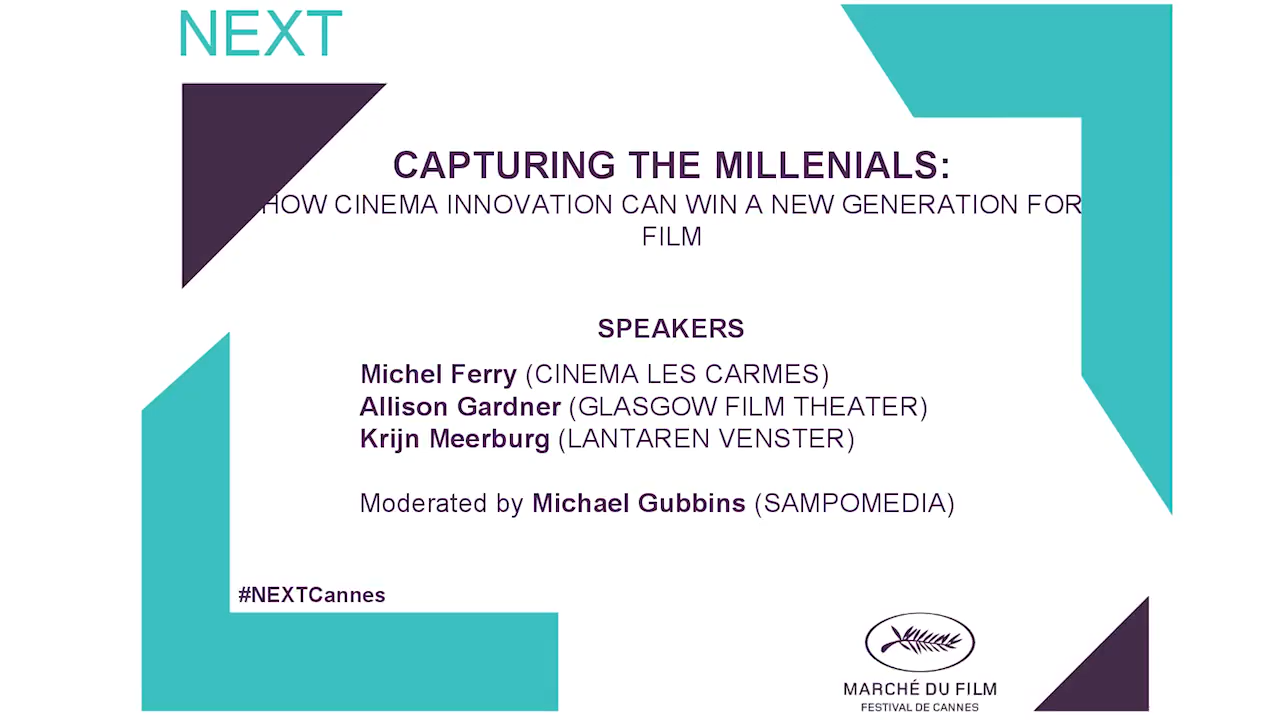 NEXT
CAPTURING THE MILLENIALS:
HOW CINEMA INNOVATION CAN WIN A NEW GENERATION FOR
FILM
SPEAKERS
Michel Ferry (CINEMA LES CARMES)
Allison Gardner (GLASGOW FILM THEATER)
Krijn Meerburg (LANTAREN VENSTER)
Moderated by Michael Gubbins (SAMPOMEDIA)
#NEXTCannes
MARCHÉ DU FILM
FESTIVAL DE CANNES